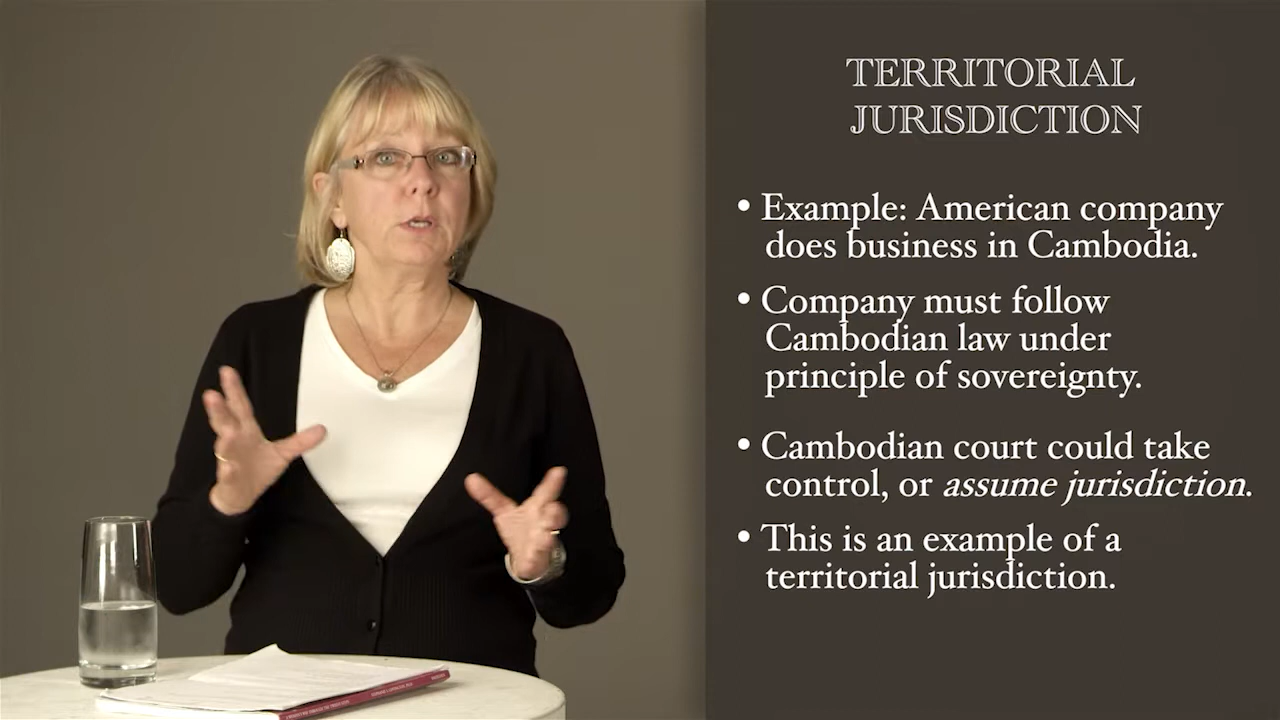 TERRITORIAL
JURISDICTION
• Example: American company
does business in Cambodia.
• Company must follow
Cambodian law under
principle of sovereignty.
• Cambodian court could take
control, or assume jurisdiction.
• This is an example of a
territorial jurisdiction.